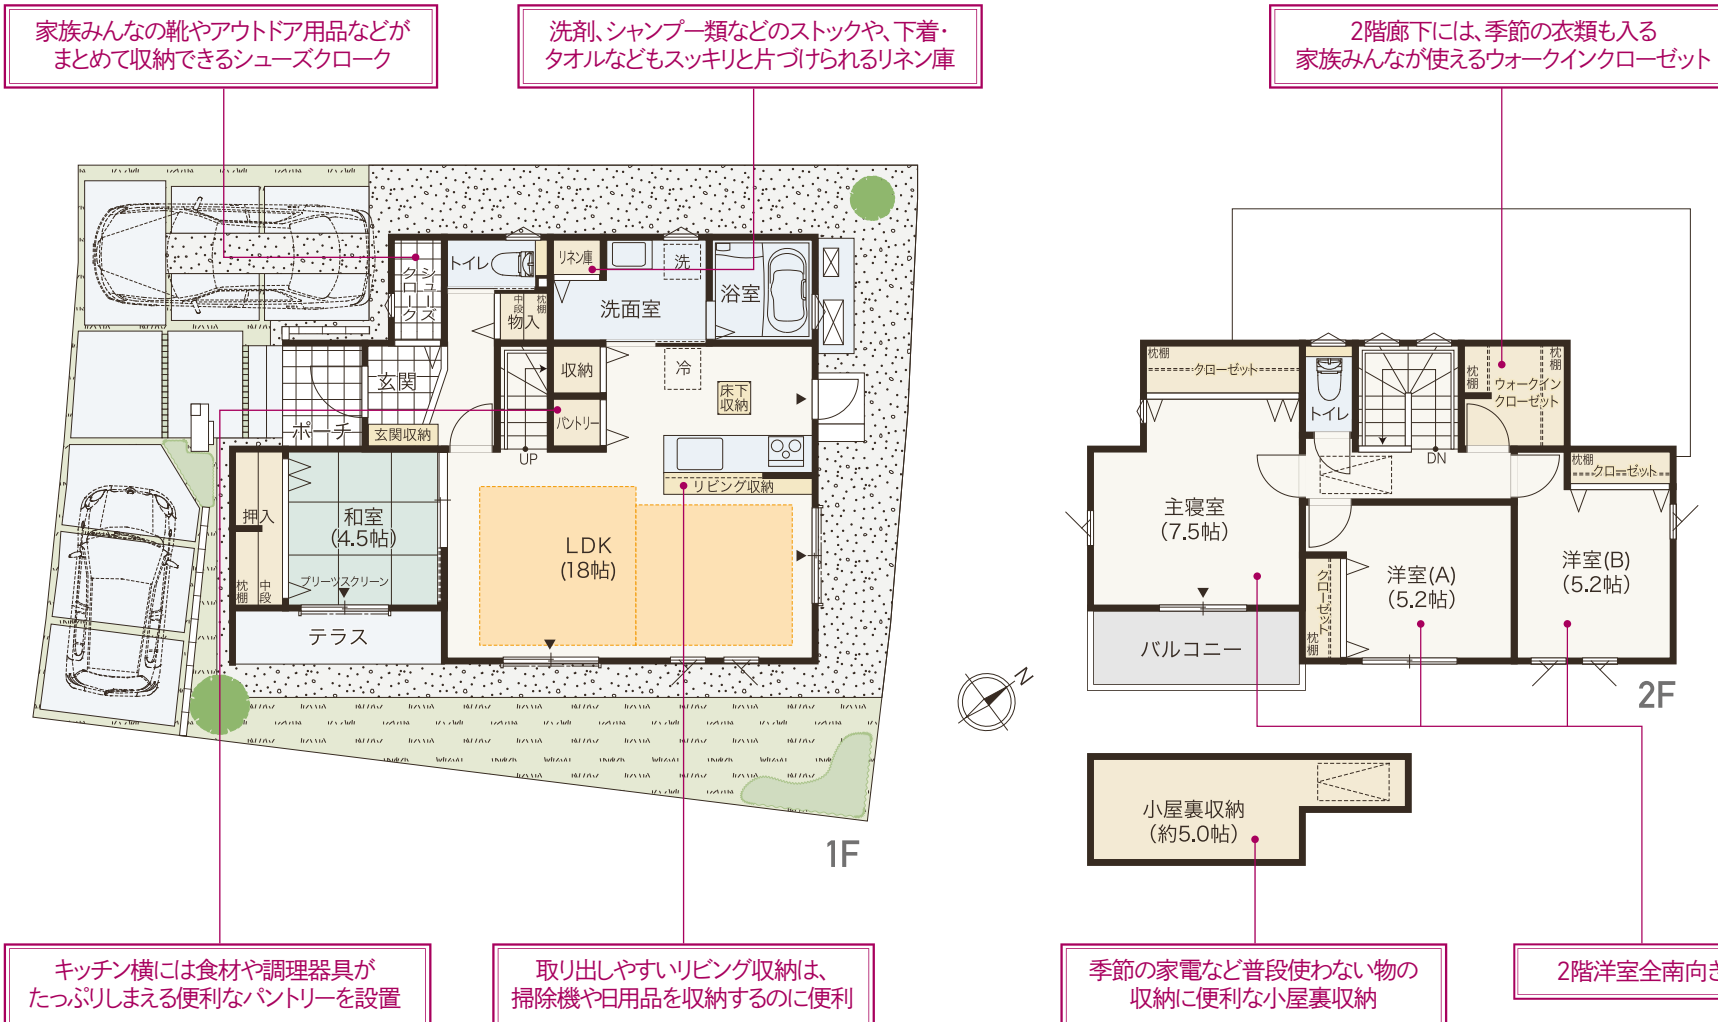 家族みんなの靴やアウトドア用品などが
まとめて収納できるシューズクローク
洗剤、シャンプー類などのストックや、下着・
タオルなどもスッキリと片づけられるリネン庫
2階廊下には、季節の衣類も入る
家族みんなが使えるウォークインクローゼット
シューズ
クローク
トイレ
リネン庫
洗
洗面室
浴室
中段
枕棚
物入
玄関
収納
冷
床下
収納
パントリー
ポーチ
玄関収納
UP
リビング収納
押入
和室
(4.5帖)
LDK
(18帖)
枕棚
中段
プリーツスクリーン
テラス
1F
N
枕棚
クローゼット
トイレ
DN
枕棚
枕棚
ウォークイン
クローゼット
枕棚
クローゼット
主寝室
(7.5帖)
洋室(A)
(5.2帖)
洋室(B)
(5.2帖)
クローゼット
枕棚
バルコニー
2F
小屋裏収納
(約5.0帖)
キッチン横には食材や調理器具が
たっぷりしまえる便利なパントリーを設置
取り出しやすいリビング収納は、
掃除機や日用品を収納するのに便利
季節の家電など普段使わない物の
収納に便利な小屋裏収納
2階洋室全南向き